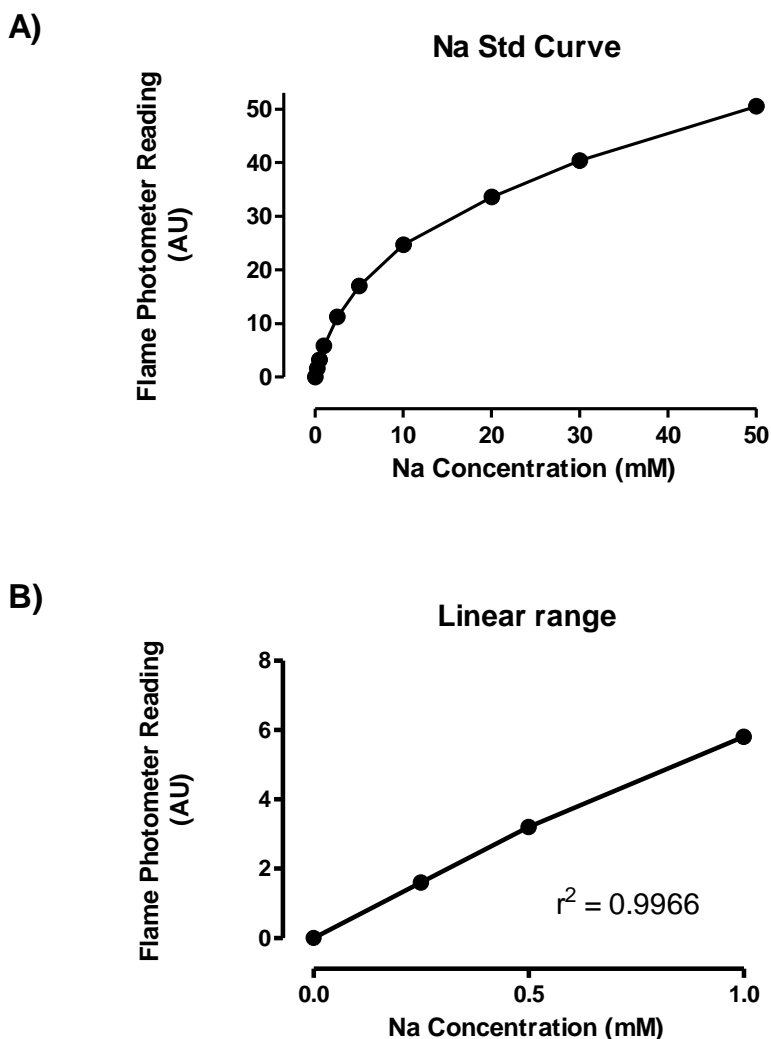 A)
Na Std Curve
Flame Photometer Reading
(AU)
50
40
30
20
10
0
0 10 20 30 40 50
Na Concentration (mM)
B)
Linear range
Flame Photometer Reading
(AU)
8
6
4
2
0
r² = 0.9966
0.0 0.5 1.0
Na Concentration (mM)